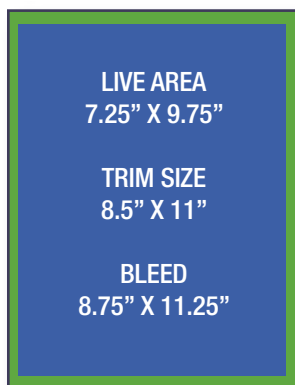 LIVE AREA
7.25” X 9.75”
TRIM SIZE
8.5” X 11”
BLEED
8.75” X 11.25”